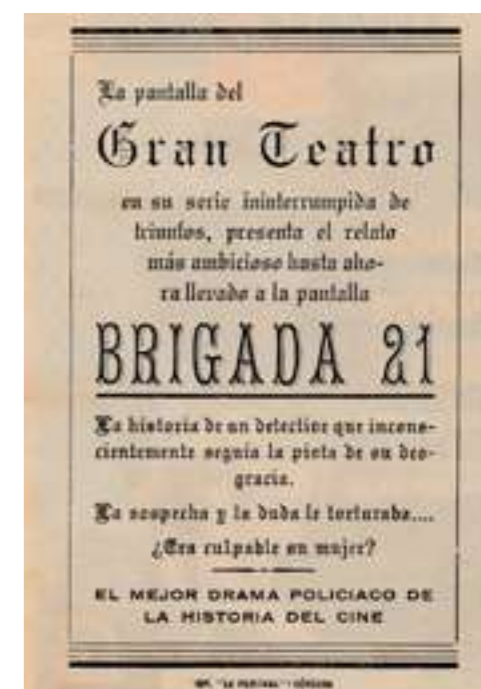 La pantalla del
Gran Teatro
en su serie ininterrumpida de
triunfos, presenta el relato
más ambicioso hasta aho-
ra llevado a la pantalla
BRIGADA 21
La historia de un detective que incons-
cientemente seguía la pista de su des-
gracia.
La sospecha y la duda le torturaba....
¿Era culpable su mujer?
EL MEJOR DRAMA POLICIACO DE
LA HISTORIA DEL CINE
IMP. "LA